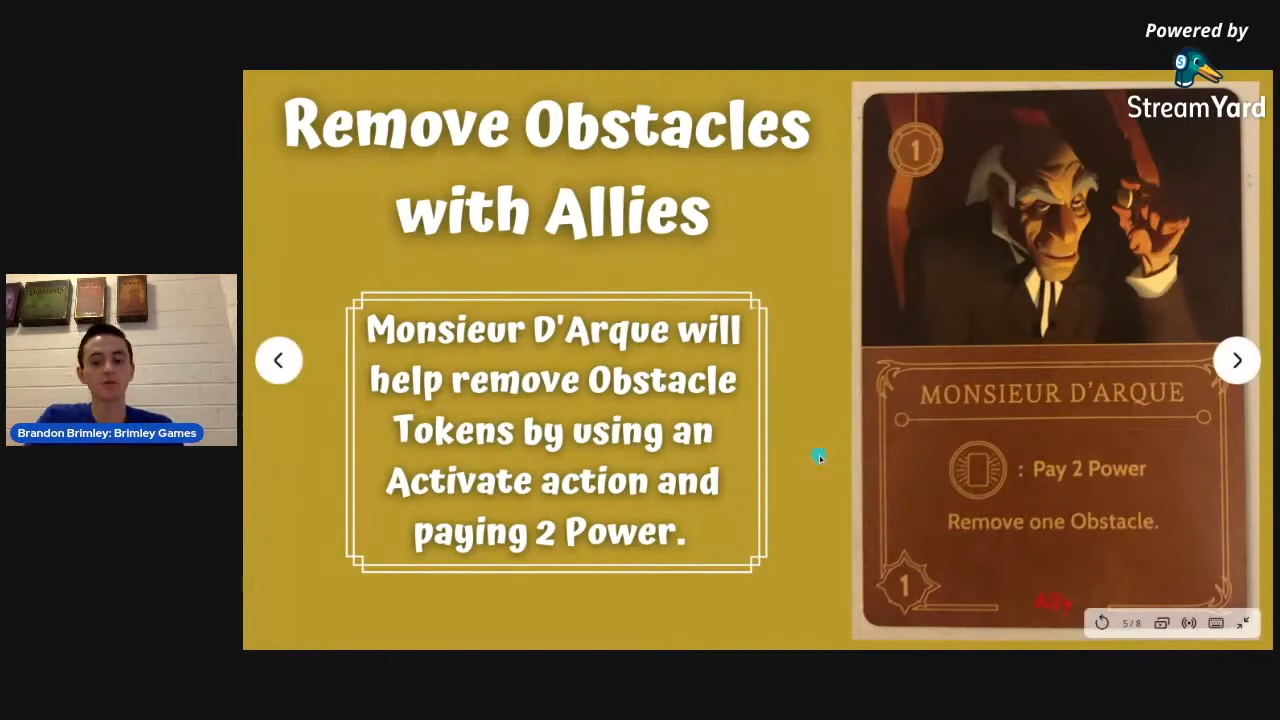 Powered by
StreamYard
Remove Obstacles
with Allies
Monsieur D'Arque will
help remove Obstacle
Tokens by using an
Activate action and
paying 2 Power.
1
MONSIEUR D'ARQUE
: Pay 2 Power
Remove one Obstacle.
1
Ally
5/8
Brandon Brimley: Brimley Games